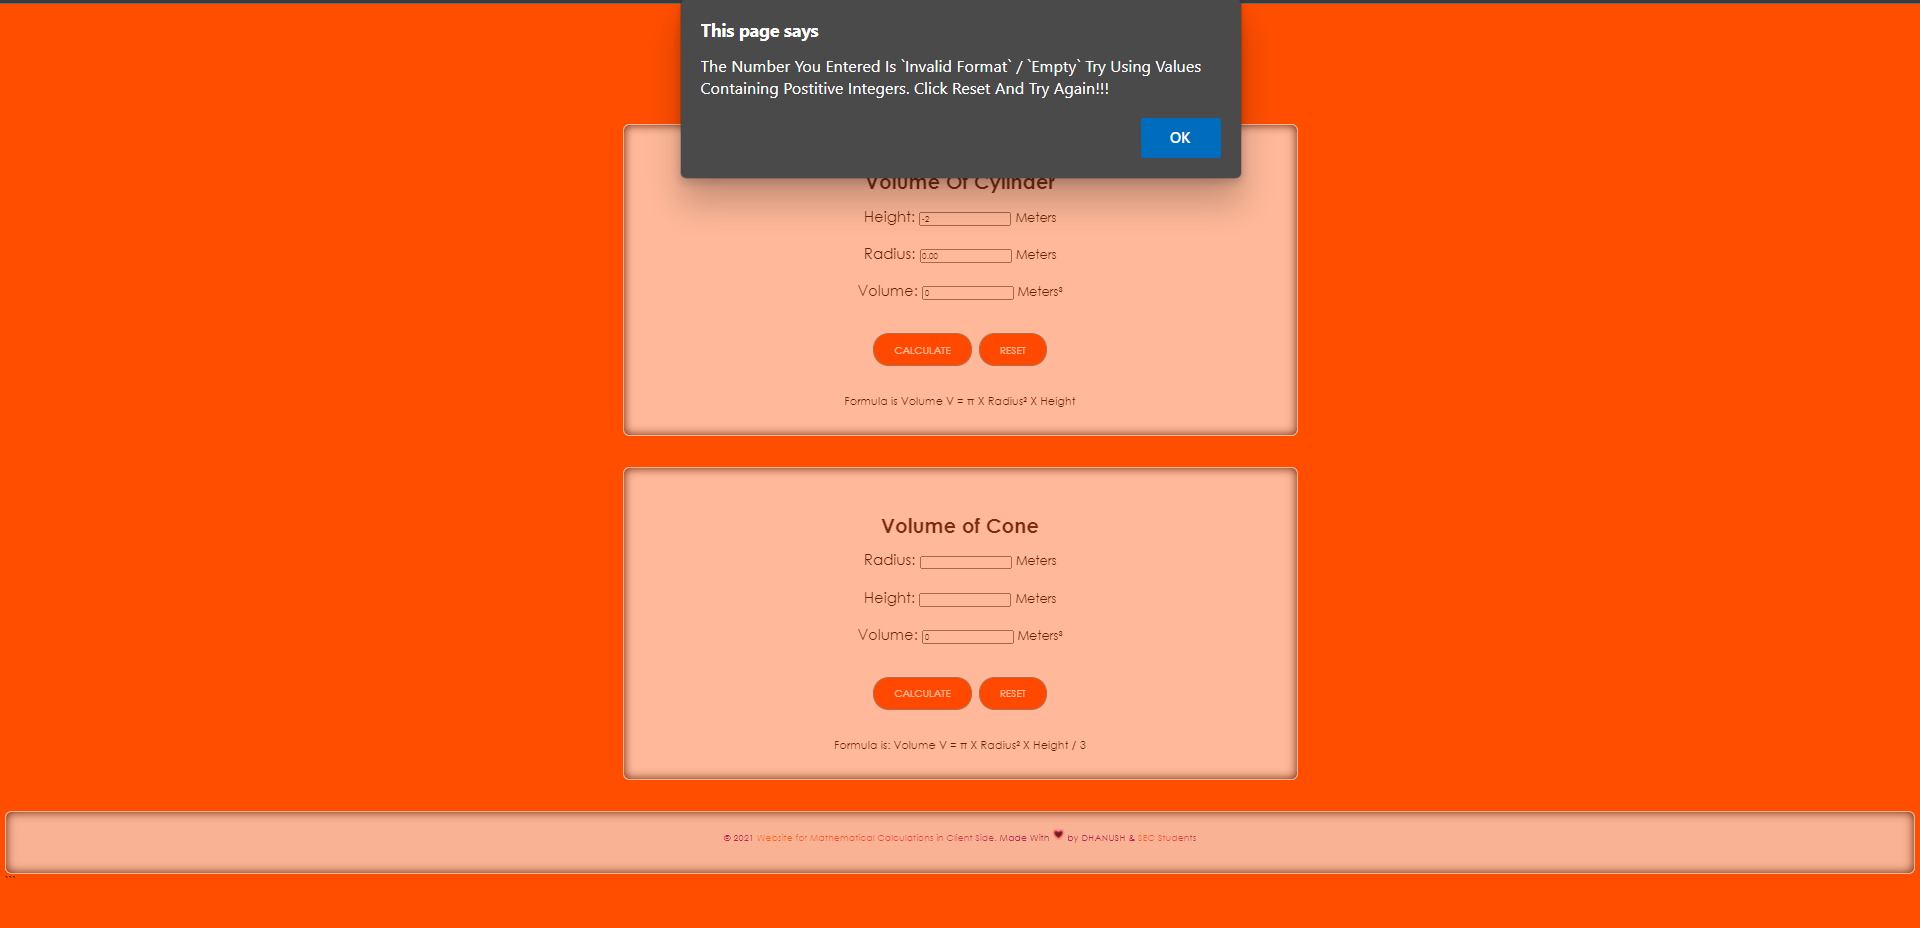 This page says
The Number You Entered Is `Invalid Format` / `Empty` Try Using Values
Containing Postitive Integers. Click Reset And Try Again!!!
OK
Volume Of Cylinder
Height: -2 Meters
Radius: 0.00 Meters
Volume: 0 Meters³
CALCULATE RESET
Formula is Volume V = π X Radius² X Height
Volume of Cone
Radius: Meters
Height: Meters
Volume: 0 Meters³
CALCULATE RESET
Formula is: Volume V = π X Radius² X Height / 3
© 2021 Website for Mathematical Calculations in Client Side. Made With 💗 by DHANUSH & SEC Students
```